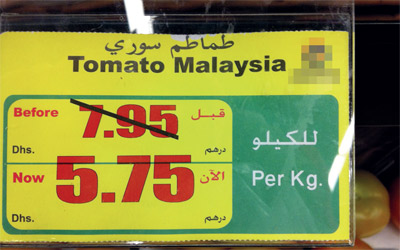 طماطم سوري
Tomato Malaysia
Before 7.95 قبل
Dhs. درهم
للكيلو
Now 5.75 الآن
Per Kg.
Dhs. درهم